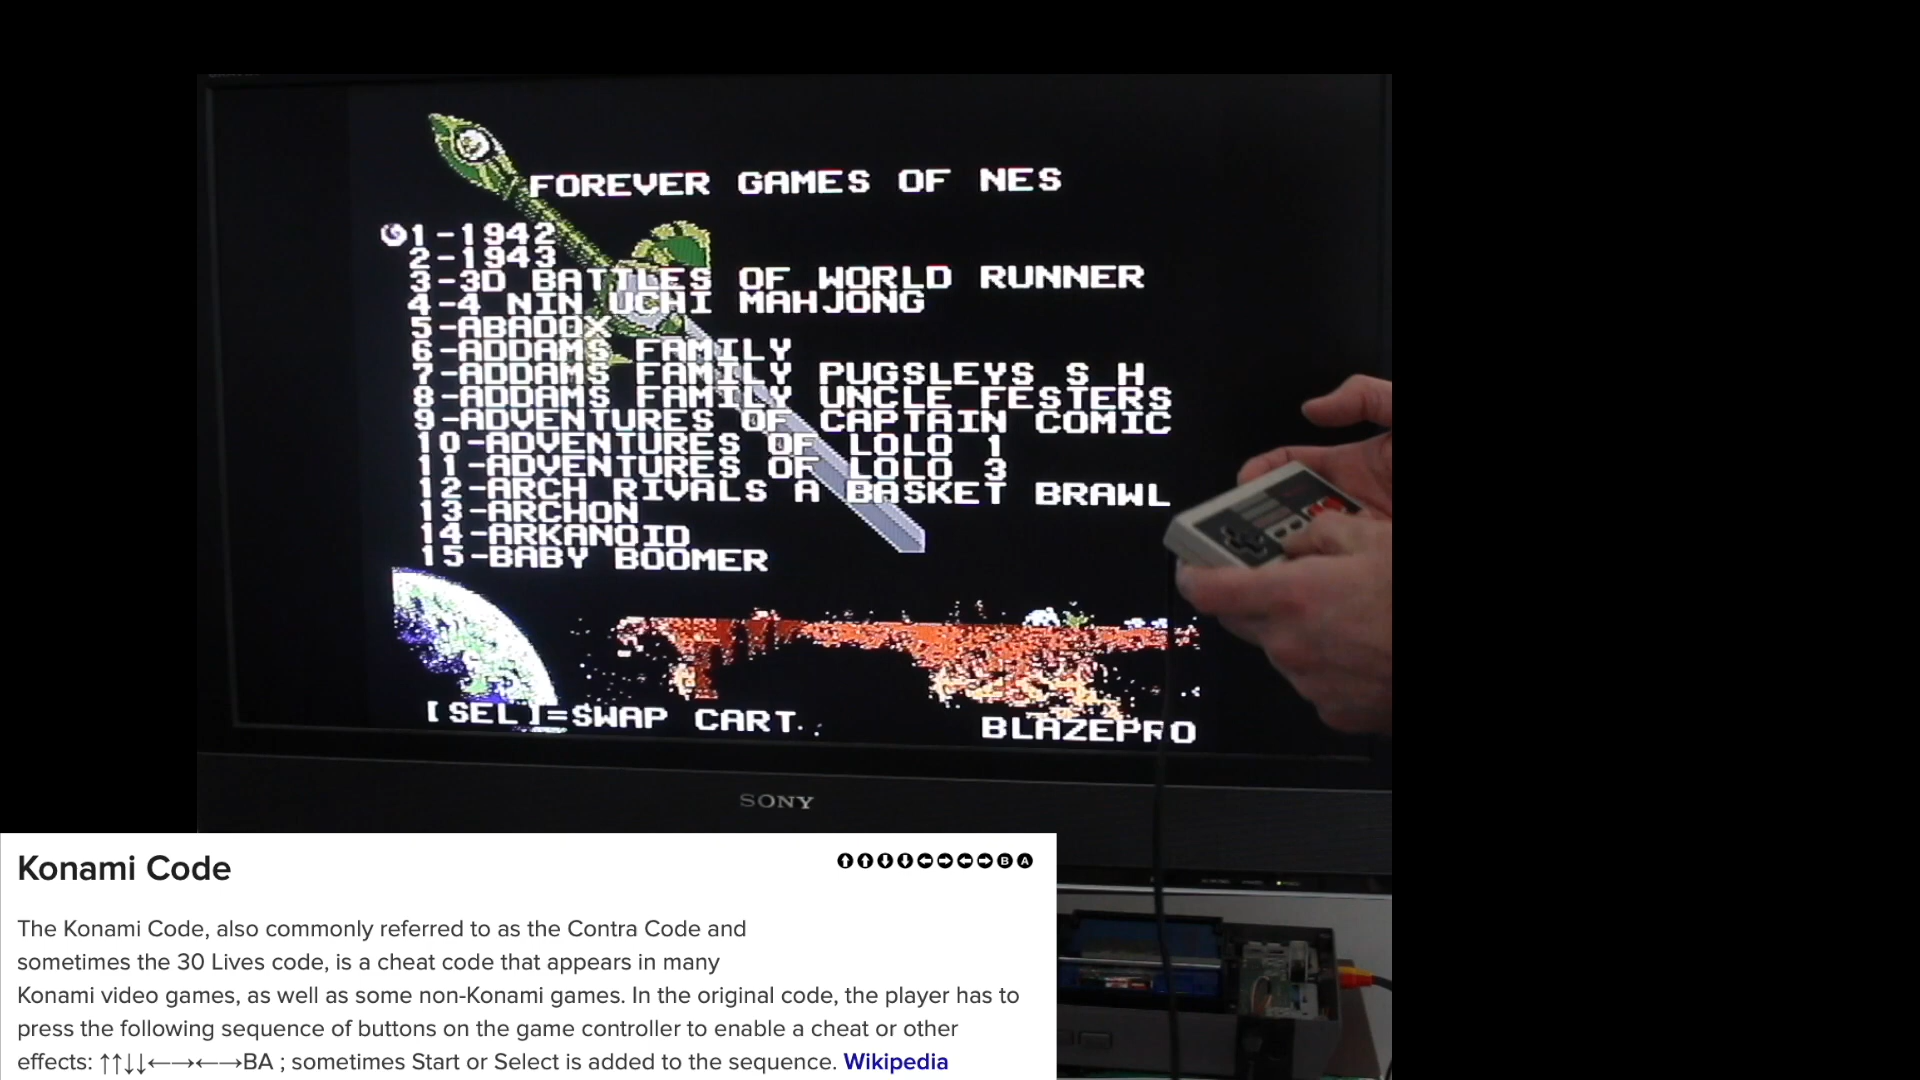 FOREVER GAMES OF NES
1-1942
2-1943
3-3D BATTLES OF WORLD RUNNER
4-4 NIN UCHI MAHJONG
5-ABADOX
6-ADDAMS FAMILY
7-ADDAMS FAMILY PUGSLEYS S H
8-ADDAMS FAMILY UNCLE FESTERS
9-ADVENTURES OF CAPTAIN COMIC
10-ADVENTURES OF LOLO 1
11-ADVENTURES OF LOLO 3
12-ARCH RIVALS A BASKET BRAWL
13-ARCHON
14-ARKANOID
15-BABY BOOMER
[SEL]=SWAP CART
BLAZEPRO
SONY
Konami Code
⬆⬆⬇⬇⬅➡⬅➡BA
The Konami Code, also commonly referred to as the Contra Code and
sometimes the 30 Lives code, is a cheat code that appears in many
Konami video games, as well as some non-Konami games. In the original code, the player has to
press the following sequence of buttons on the game controller to enable a cheat or other
effects: ↑↑↓↓←→←→BA ; sometimes Start or Select is added to the sequence. Wikipedia